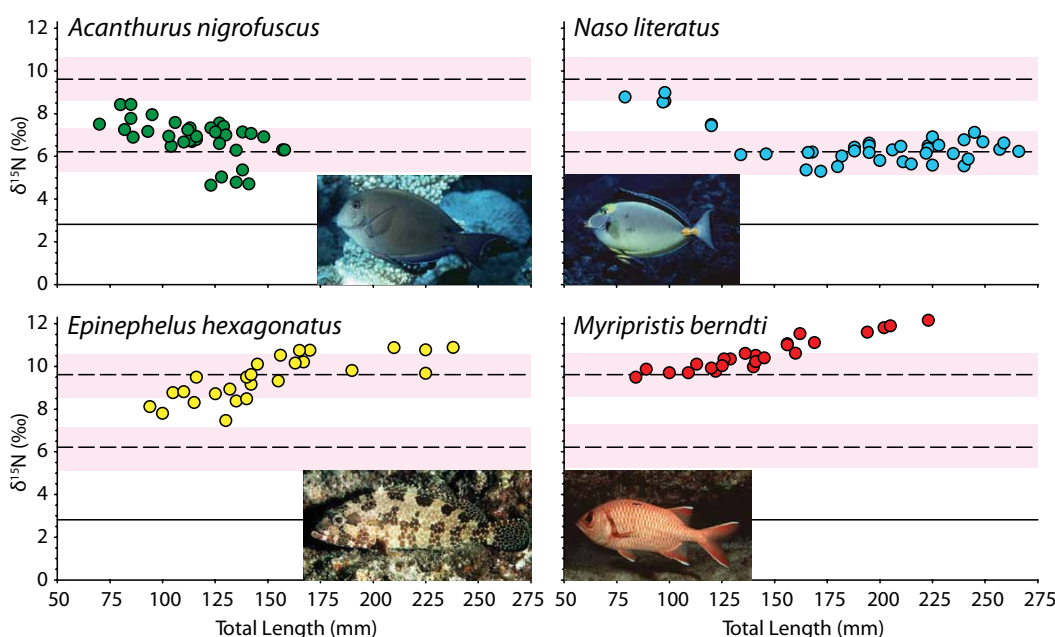 Acanthurus nigrofuscus
Naso literatus
12
10
8
6
4
2
0
δ¹⁵N (‰)
Epinephelus hexagonatus
Myripristis berndti
12
10
8
6
4
2
0
δ¹⁵N (‰)
50 75 100 125 150 175 200 225 250 275
50 75 100 125 150 175 200 225 250 275
Total Length (mm)
Total Length (mm)